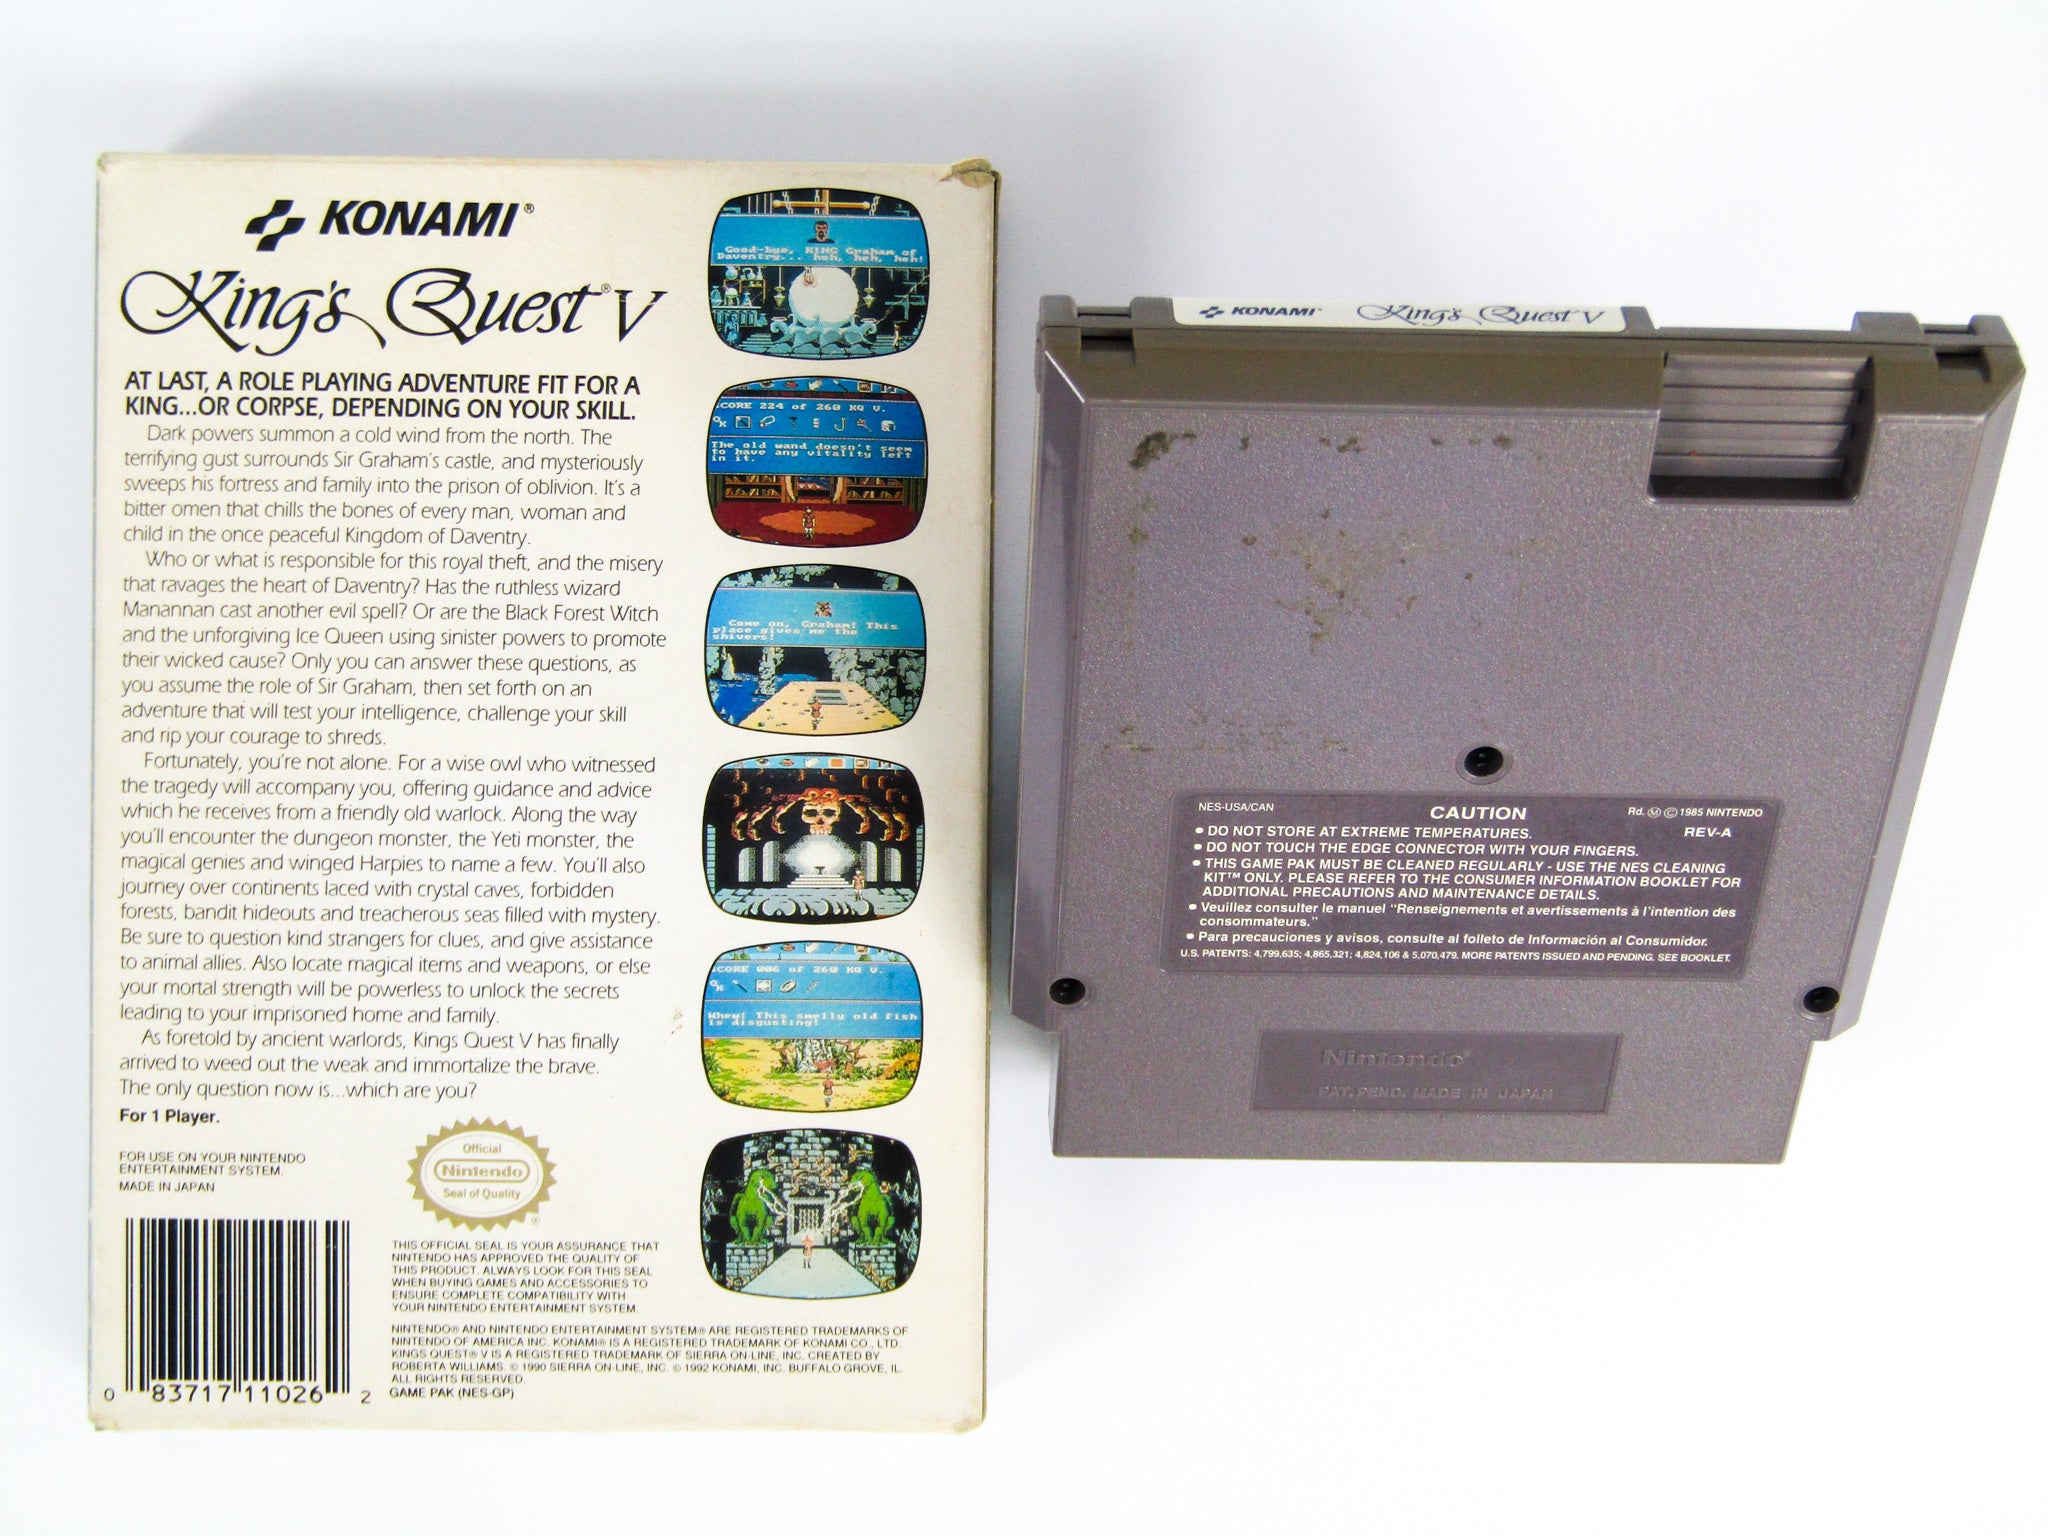 KONAMI®
King's Quest® V
AT LAST, A ROLE PLAYING ADVENTURE FIT FOR A
KING...OR CORPSE, DEPENDING ON YOUR SKILL.
Dark powers summon a cold wind from the north. The
terrifying gust surrounds Sir Graham's castle, and mysteriously
sweeps his fortress and family into the prison of oblivion. It's a
bitter omen that chills the bones of every man, woman and
child in the once peaceful Kingdom of Daventry.
Who or what is responsible for this royal theft, and the misery
that ravages the heart of Daventry? Has the ruthless wizard
Manannan cast another evil spell? Or are the Black Forest Witch
and the unforgiving Ice Queen using sinister powers to promote
their wicked cause? Only you can answer these questions, as
you assume the role of Sir Graham, then set forth on an
adventure that will test your intelligence, challenge your skill
and rip your courage to shreds.
Fortunately, you're not alone. For a wise owl who witnessed
the tragedy will accompany you, offering guidance and advice
which he receives from a friendly old warlock. Along the way
you'll encounter the dungeon monster, the Yeti monster, the
magical genies and winged Harpies to name a few. You'll also
journey over continents laced with crystal caves, forbidden
forests, bandit hideouts and treacherous seas filled with mystery.
Be sure to question kind strangers for clues, and give assistance
to animal allies. Also locate magical items and weapons, or else
your mortal strength will be powerless to unlock the secrets
leading to your imprisoned home and family.
As foretold by ancient warlords, Kings Quest V has finally
arrived to weed out the weak and immortalize the brave.
The only question now is...which are you?
For 1 Player.
FOR USE ON YOUR NINTENDO
ENTERTAINMENT SYSTEM.
MADE IN JAPAN
Official
Nintendo
Seal of Quality
®
THIS OFFICIAL SEAL IS YOUR ASSURANCE THAT
NINTENDO HAS APPROVED THE QUALITY OF
THIS PRODUCT. ALWAYS LOOK FOR THIS SEAL
WHEN BUYING GAMES AND ACCESSORIES TO
ENSURE COMPLETE COMPATIBILITY WITH
YOUR NINTENDO ENTERTAINMENT SYSTEM.
NINTENDO® AND NINTENDO ENTERTAINMENT SYSTEM® ARE REGISTERED TRADEMARKS OF
NINTENDO OF AMERICA INC. KONAMI® IS A REGISTERED TRADEMARK OF KONAMI CO., LTD.
KINGS QUEST® V IS A REGISTERED TRADEMARK OF SIERRA ON-LINE, INC. CREATED BY
ROBERTA WILLIAMS. © 1990 SIERRA ON-LINE, INC. © 1992 KONAMI, INC. BUFFALO GROVE, IL.
ALL RIGHTS RESERVED.
GAME PAK (NES-GP)
0 83717 11026 2
Good-bye, KING Graham of
Daventry... heh, heh, heh!
SCORE 224 of 260 KQ V.
OK
The old wand doesn't seem
to have any vitality left
in it.
Come on, Graham! This
place gives me the
shivers!
SCORE 006 of 260 KQ V.
OK
Whew! This smelly old fish
is disgusting!
KONAMI® King's Quest V
NES-USA/CAN
CAUTION
Rd. Ⓜ © 1985 NINTENDO
REV-A
• DO NOT STORE AT EXTREME TEMPERATURES.
• DO NOT TOUCH THE EDGE CONNECTOR WITH YOUR FINGERS.
• THIS GAME PAK MUST BE CLEANED REGULARLY - USE THE NES CLEANING
KIT™ ONLY. PLEASE REFER TO THE CONSUMER INFORMATION BOOKLET FOR
ADDITIONAL PRECAUTIONS AND MAINTENANCE DETAILS.
• Veuillez consulter le manuel "Renseignements et avertissements à l'intention des
consommateurs."
• Para precauciones y avisos, consulte al folleto de Información al Consumidor.
U.S. PATENTS: 4,799,635; 4,865,321; 4,824,106 & 5,070,479. MORE PATENTS ISSUED AND PENDING. SEE BOOKLET.
Nintendo®
PAT. PEND. MADE IN JAPAN